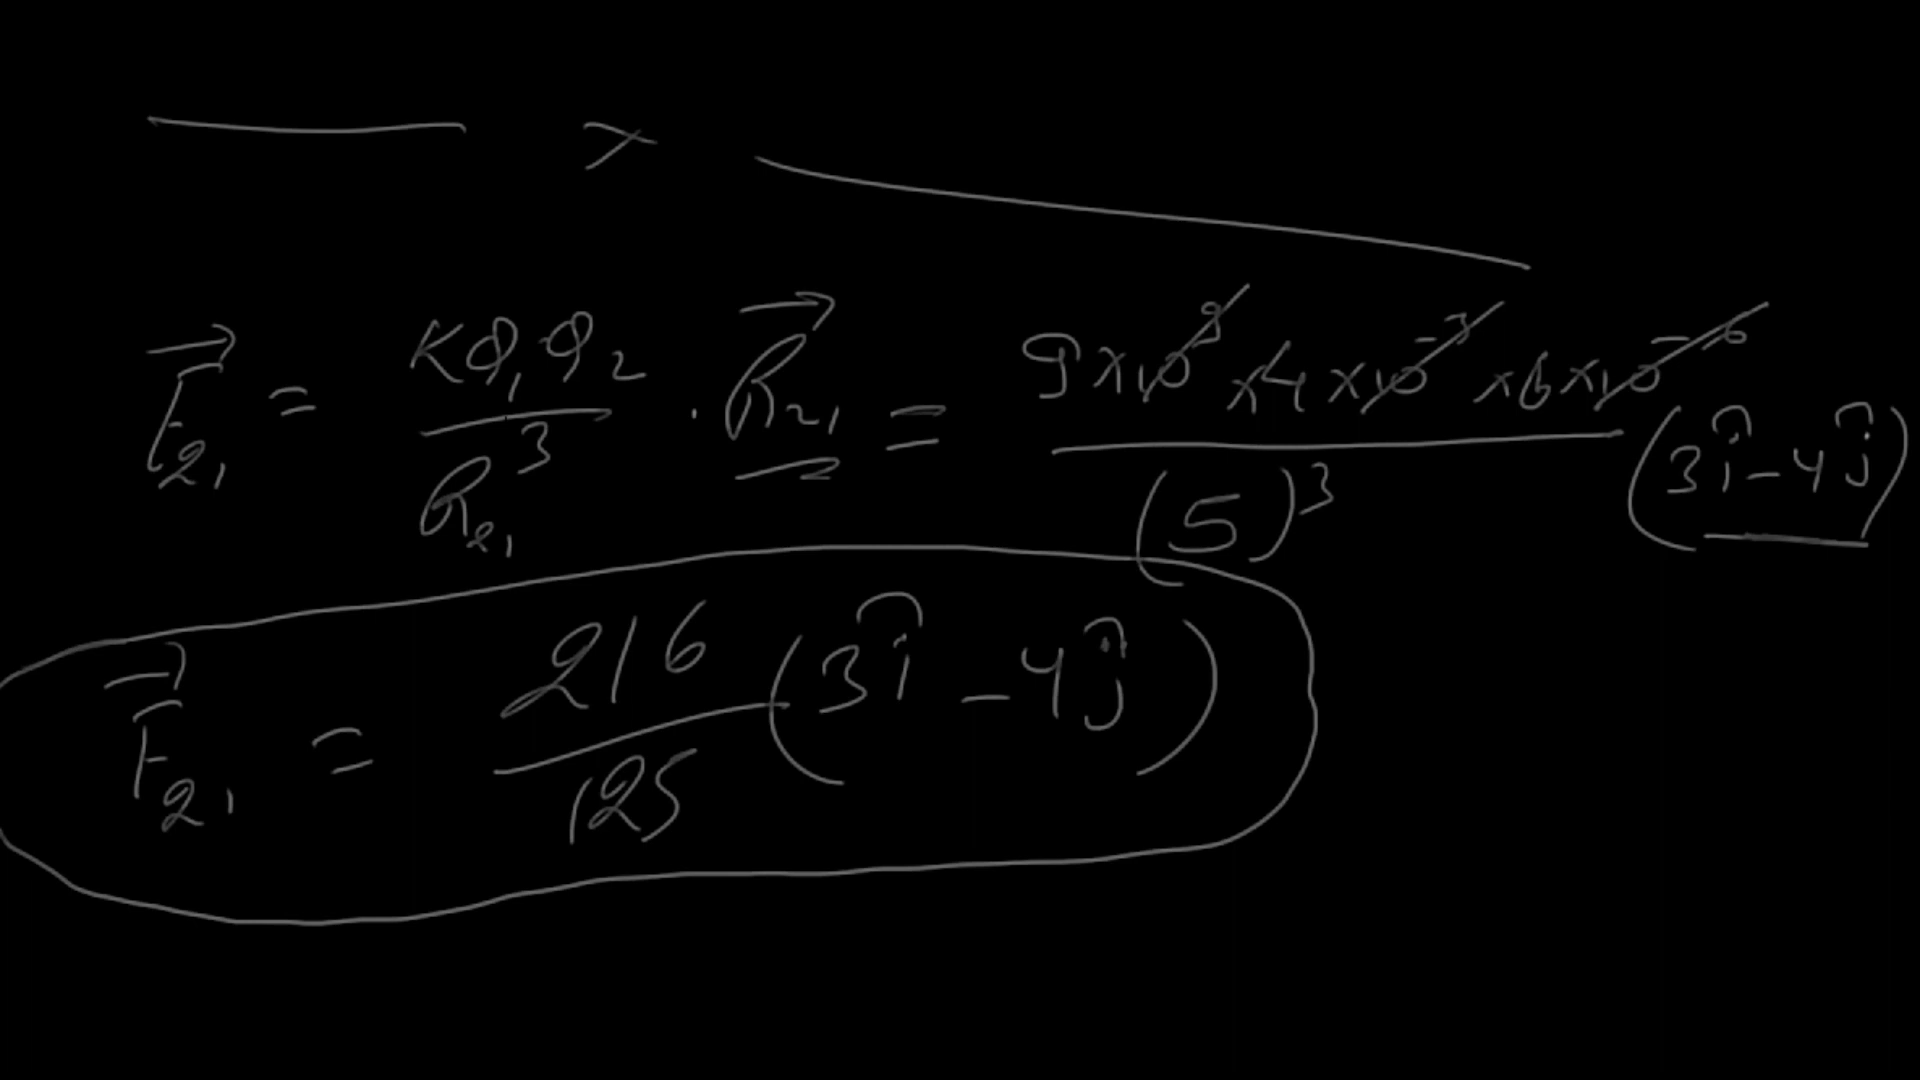 x
F⃗₂₁ = KQ₁Q₂ / R₂₁³ · R⃗₂₁ = 9×10⁹ ×4×10⁻³ ×6×10⁻⁶ / (5)³ (3î-4ĵ)
F⃗₂₁ = 216 / 125 (3î - 4ĵ)